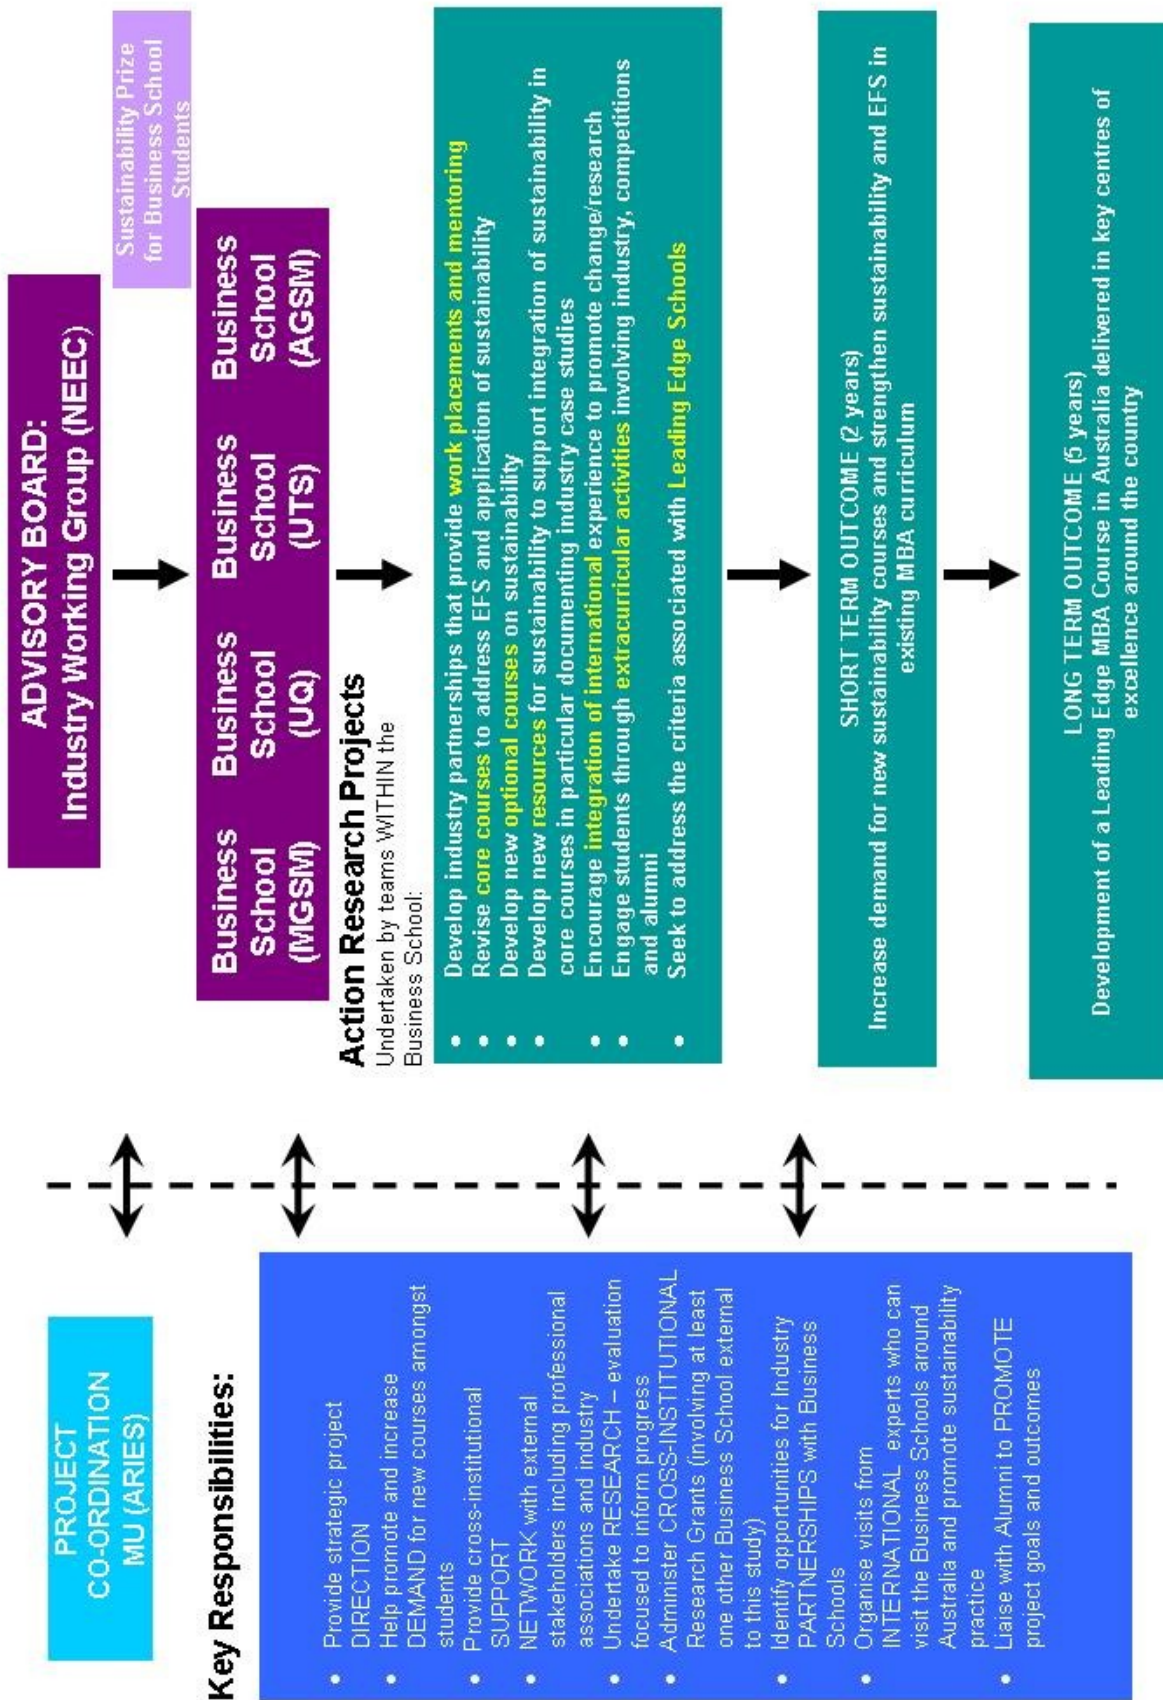 PROJECT
CO-ORDINATION
MU (ARIES)
Key Responsibilities:
• Provide strategic project
DIRECTION
• Help promote and increase
DEMAND for new courses amongst
students
• Provide cross-institutional
SUPPORT
• NETWORK with external
stakeholders including professional
associations and industry
• Undertake RESEARCH – evaluation
focused to inform progress
• Administer CROSS-INSTITUTIONAL
Research Grants (involving at least
one other Business School external
to this study)
• Identify opportunities for Industry
PARTNERSHIPS with Business
Schools
• Organise visits from
INTERNATIONAL experts who can
visit the Business Schools around
Australia and promote sustainability
practice
• Liaise with Alumni to PROMOTE
project goals and outcomes
ADVISORY BOARD:
Industry Working Group (NEEC)
Sustainability Prize
for Business School
Students
Business
School
(MGSM)
Business
School
(UQ)
Business
School
(UTS)
Business
School
(AGSM)
Action Research Projects
Undertaken by teams WITHIN the
Business School:
• Develop industry partnerships that provide work placements and mentoring
• Revise core courses to address EFS and application of sustainability
• Develop new optional courses on sustainability
• Develop new resources for sustainability to support integration of sustainability in
core courses in particular documenting industry case studies
• Encourage integration of international experience to promote change/research
• Engage students through extracurricular activities involving industry, competitions
and alumni
• Seek to address the criteria associated with Leading Edge Schools
SHORT TERM OUTCOME (2 years)
Increase demand for new sustainability courses and strengthen sustainability and EFS in
existing MBA curriculum
LONG TERM OUTCOME (5 years)
Development of a Leading Edge MBA Course in Australia delivered in key centres of
excellence around the country